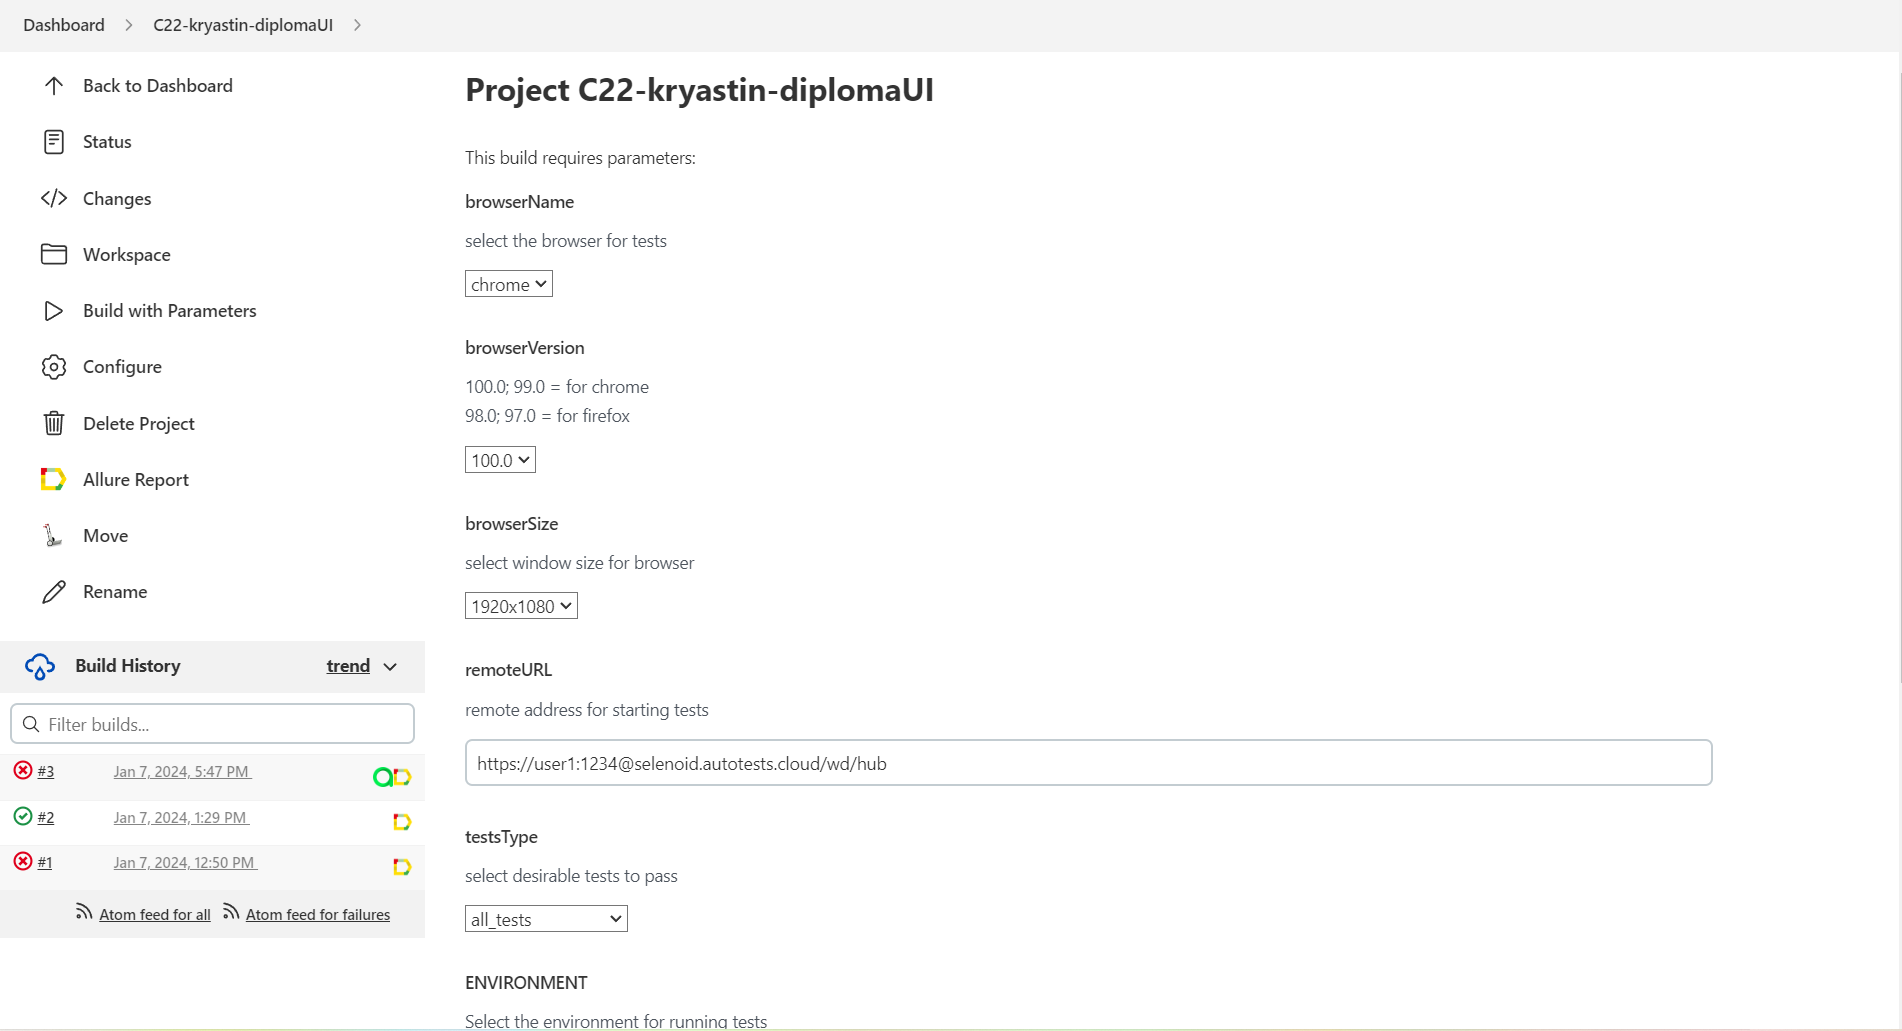 Dashboard > C22-kryastin-diplomaUI >
Back to Dashboard
Status
Changes
Workspace
Build with Parameters
Configure
Delete Project
Allure Report
Move
Rename
Build History trend
Filter builds...
#3 Jan 7, 2024, 5:47 PM
#2 Jan 7, 2024, 1:29 PM
#1 Jan 7, 2024, 12:50 PM
Atom feed for all Atom feed for failures
Project C22-kryastin-diplomaUI
This build requires parameters:
browserName
select the browser for tests
chrome
browserVersion
100.0; 99.0 = for chrome
98.0; 97.0 = for firefox
100.0
browserSize
select window size for browser
1920x1080
remoteURL
remote address for starting tests
https://user1:1234@selenoid.autotests.cloud/wd/hub
testsType
select desirable tests to pass
all_tests
ENVIRONMENT
Select the environment for running tests